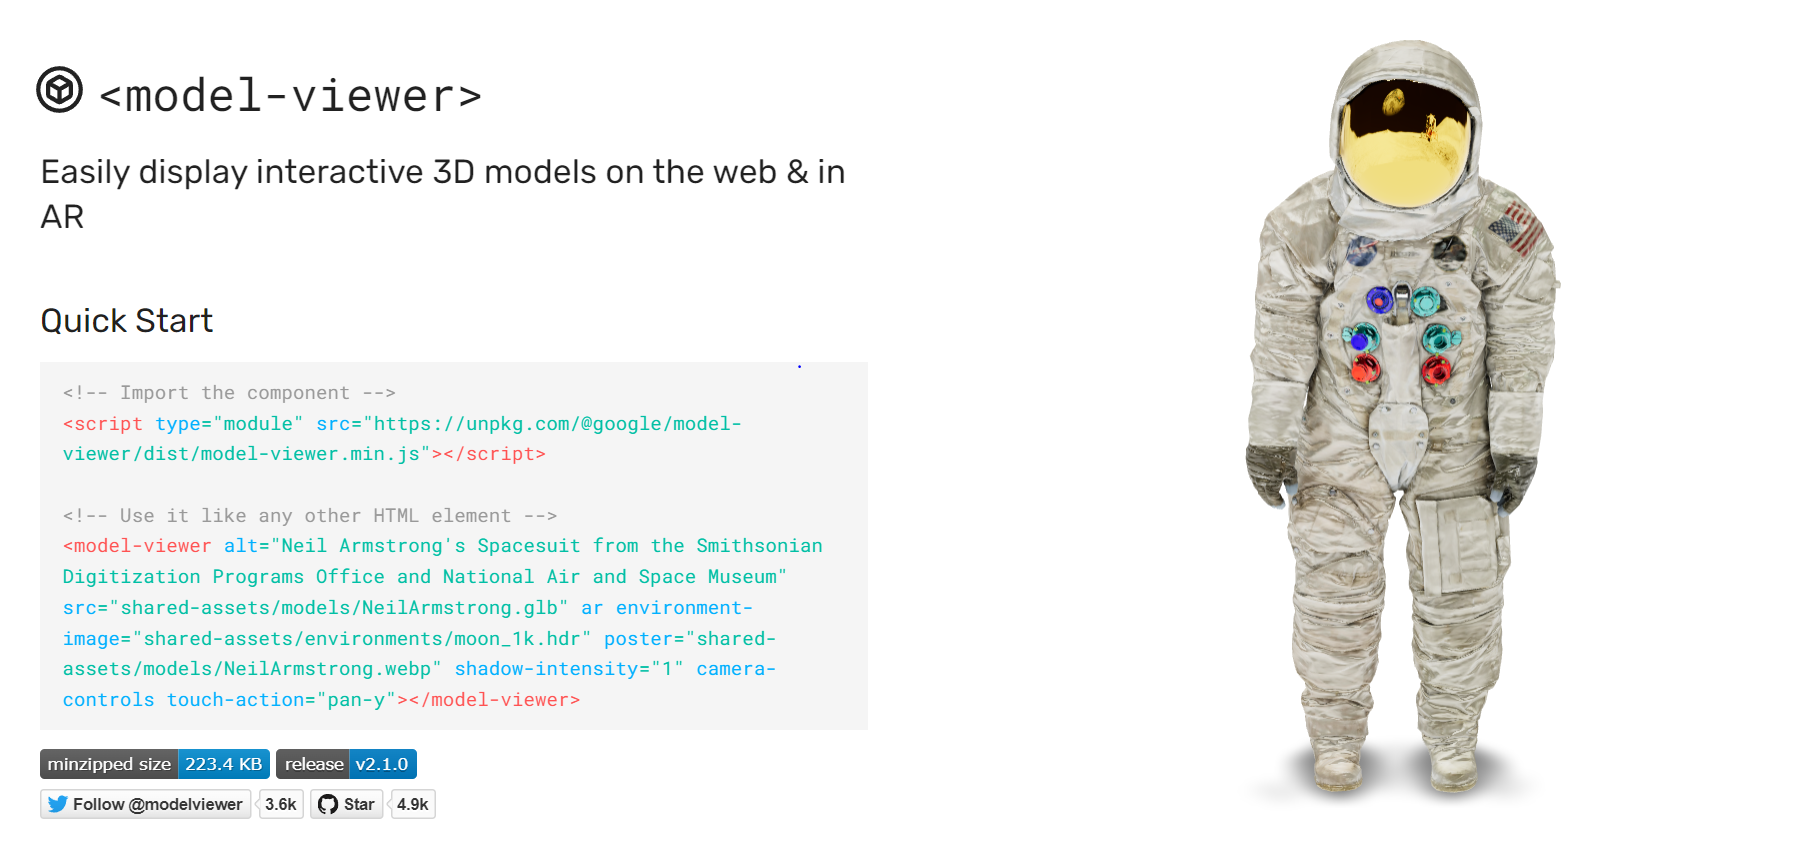 <model-viewer>
Easily display interactive 3D models on the web & in
AR
Quick Start
<!-- Import the component -->
<script type="module" src="https://unpkg.com/@google/model-
viewer/dist/model-viewer.min.js"></script>
<!-- Use it like any other HTML element -->
<model-viewer alt="Neil Armstrong's Spacesuit from the Smithsonian
Digitization Programs Office and National Air and Space Museum"
src="shared-assets/models/NeilArmstrong.glb" ar environment-
image="shared-assets/environments/moon_1k.hdr" poster="shared-
assets/models/NeilArmstrong.webp" shadow-intensity="1" camera-
controls touch-action="pan-y"></model-viewer>
minzipped size 223.4 KB release v2.1.0
Follow @modelviewer 3.6k Star 4.9k